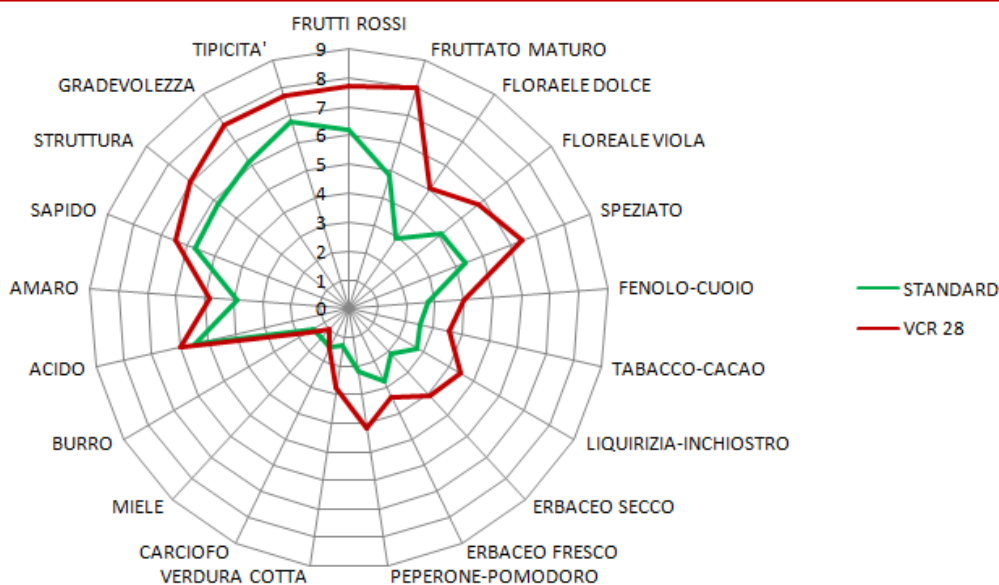 FRUTTI ROSSI
FRUTTATO MATURO
FLORAELE DOLCE
FLOREALE VIOLA
SPEZIATO
FENOLO-CUOIO
TABACCO-CACAO
LIQUIRIZIA-INCHIOSTRO
ERBACEO SECCO
ERBACEO FRESCO
PEPERONE-POMODORO
VERDURA COTTA
CARCIOFO
MIELE
BURRO
ACIDO
AMARO
SAPIDO
STRUTTURA
GRADEVOLEZZA
TIPICITA'
9
8
7
6
5
4
3
2
1
0
STANDARD
VCR 28